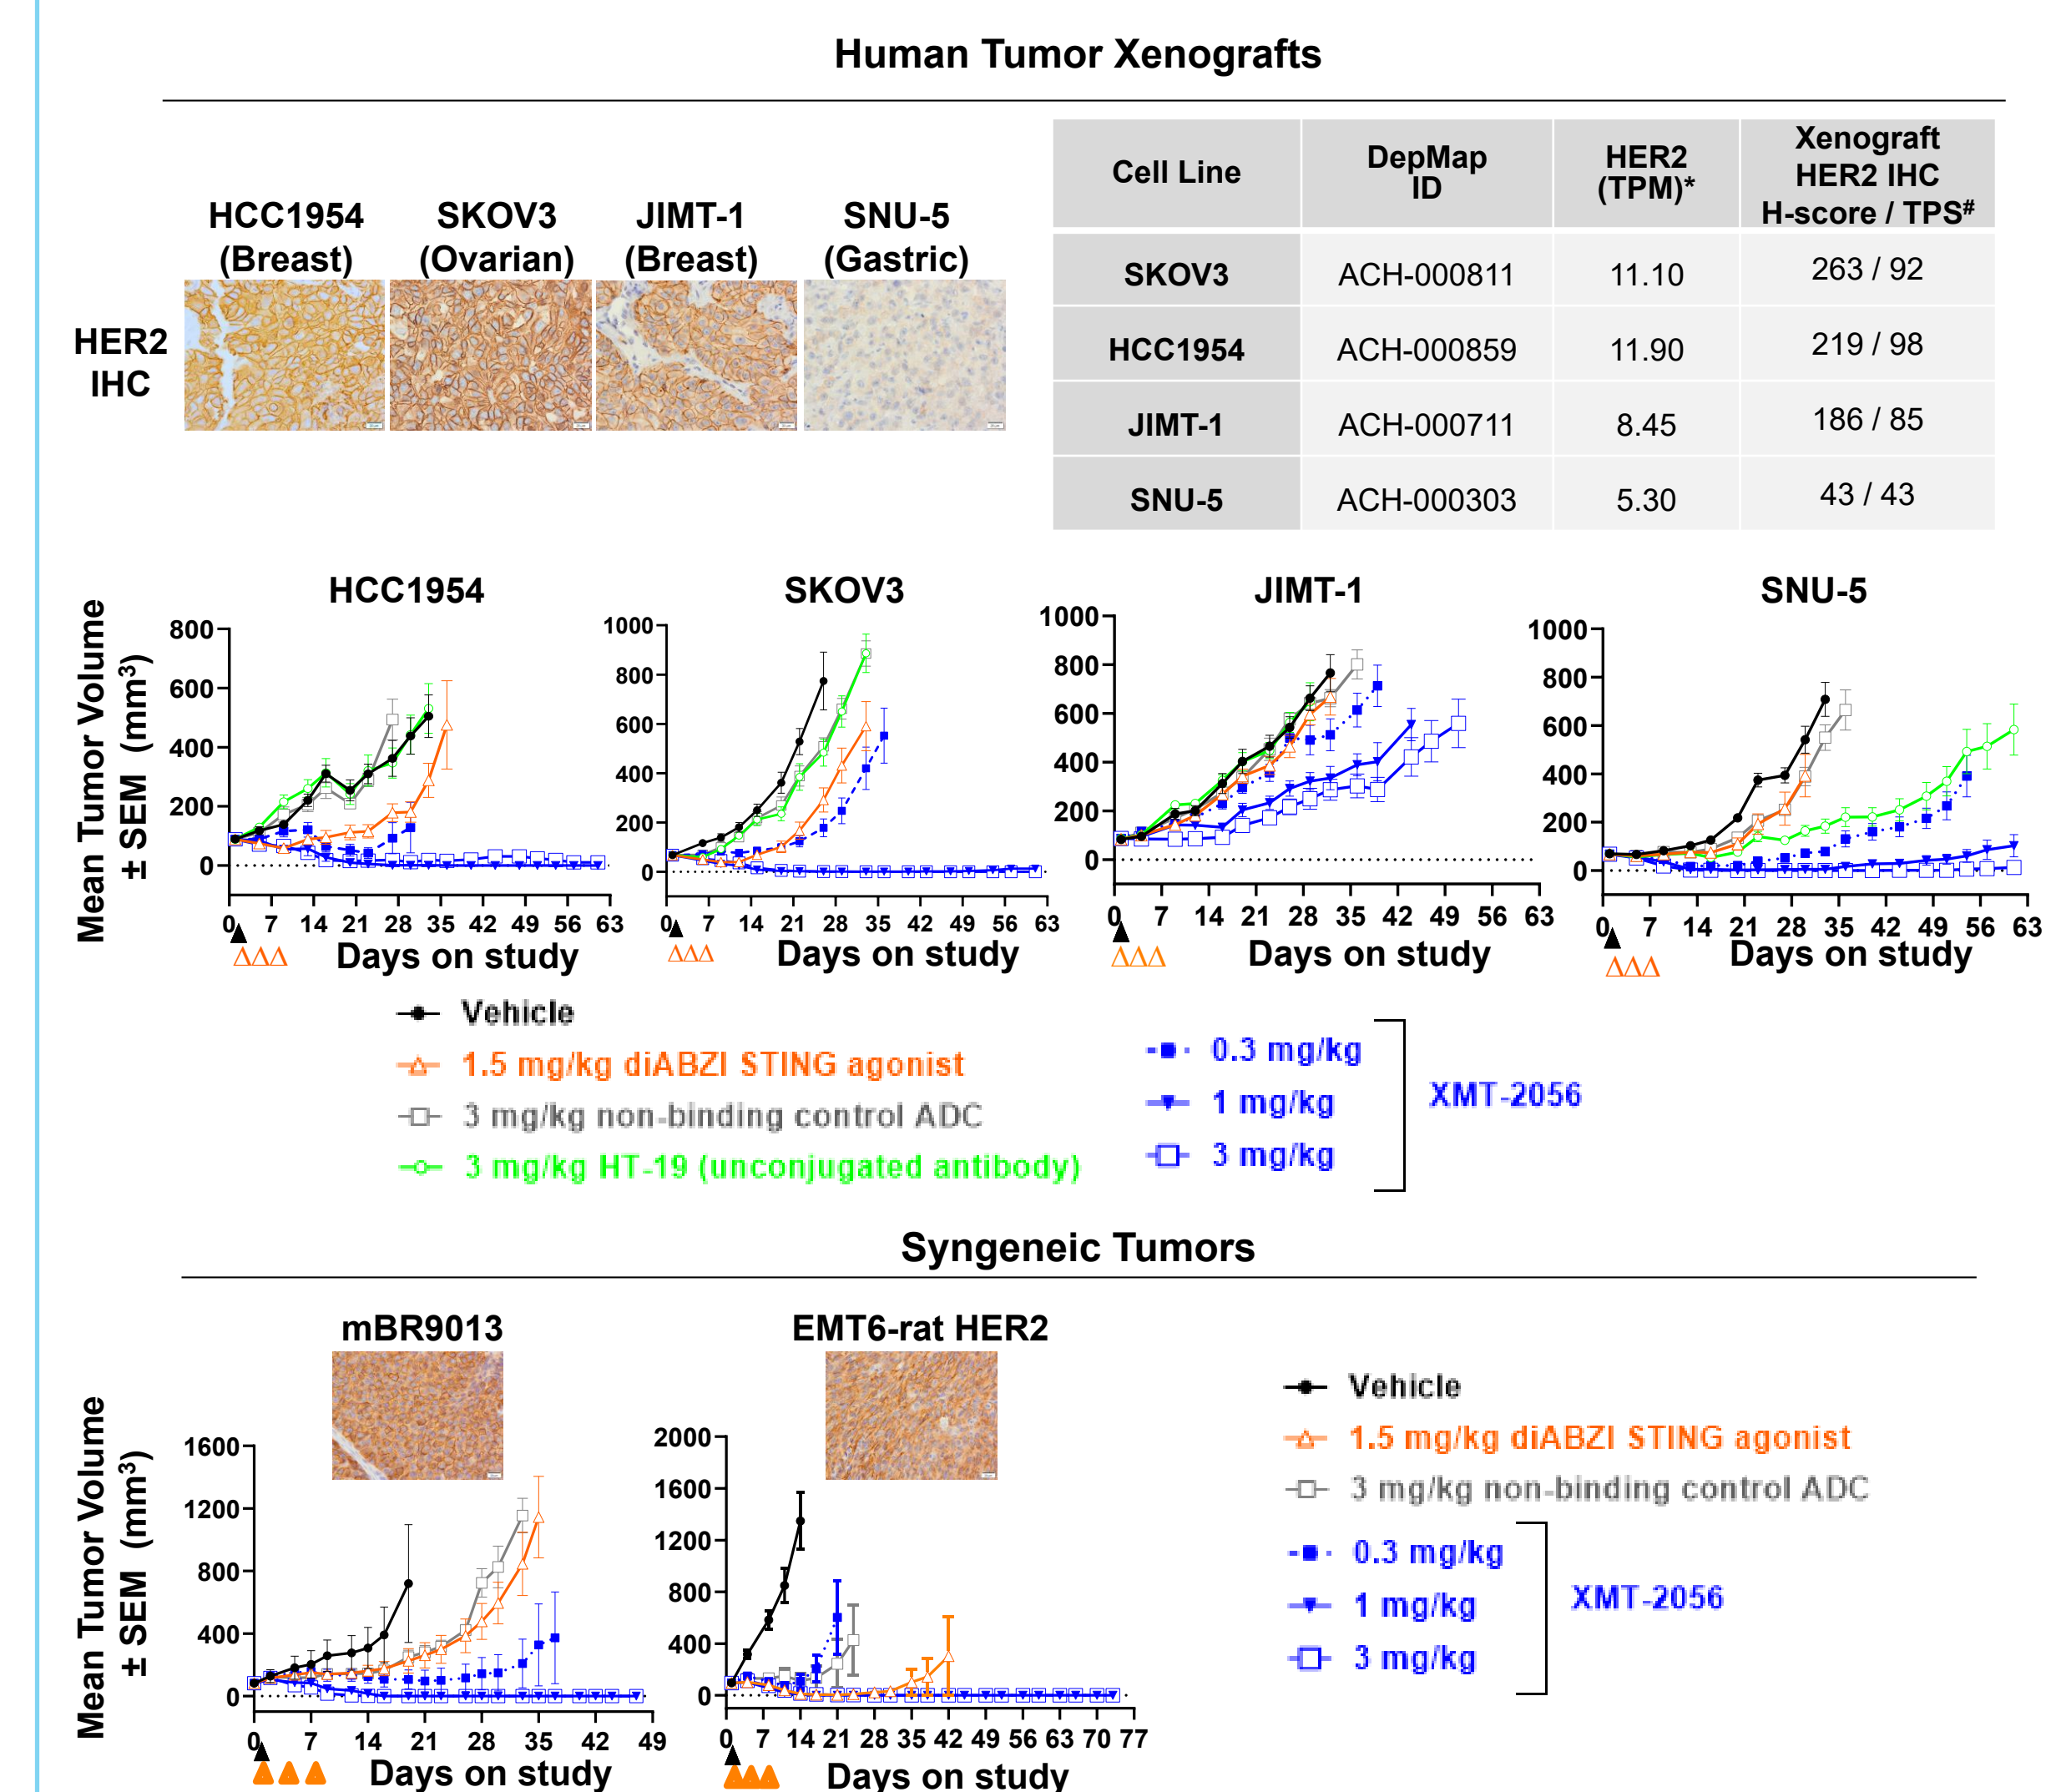 Human Tumor Xenografts
HCC1954
(Breast)
SKOV3
(Ovarian)
JIMT-1
(Breast)
SNU-5
(Gastric)
HER2
IHC
Cell Line
DepMap
ID
HER2
(TPM)*
Xenograft
HER2 IHC
H-score / TPS#
SKOV3 ACH-000811 11.10 263 / 92
HCC1954 ACH-000859 11.90 219 / 98
JIMT-1 ACH-000711 8.45 186 / 85
SNU-5 ACH-000303 5.30 43 / 43
Mean Tumor Volume
± SEM (mm3)
HCC1954
800
600
400
200
0
0 7 14 21 28 35 42 49 56 63
Days on study
SKOV3
1000
800
600
400
200
0
0 7 14 21 28 35 42 49 56 63
Days on study
JIMT-1
1000
800
600
400
200
0
0 7 14 21 28 35 42 49 56 63
Days on study
SNU-5
1000
800
600
400
200
0
0 7 14 21 28 35 42 49 56 63
Days on study
Vehicle
1.5 mg/kg diABZI STING agonist
3 mg/kg non-binding control ADC
3 mg/kg HT-19 (unconjugated antibody)
0.3 mg/kg
1 mg/kg
3 mg/kg
XMT-2056
Syngeneic Tumors
Mean Tumor Volume
± SEM (mm3)
mBR9013
1600
1200
800
400
0
0 7 14 21 28 35 42 49
Days on study
EMT6-rat HER2
2000
1600
1200
800
400
0
0 7 14 21 28 35 42 49 56 63 70 77
Days on study
Vehicle
1.5 mg/kg diABZI STING agonist
3 mg/kg non-binding control ADC
0.3 mg/kg
1 mg/kg
3 mg/kg
XMT-2056